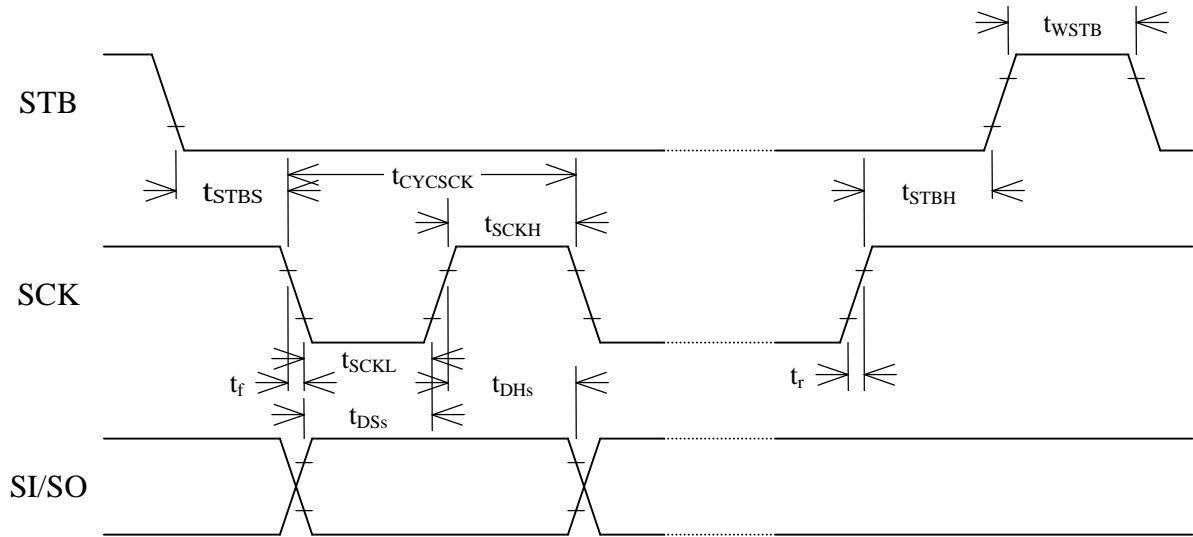 tWSTB
STB
tSTBS
tCYCSCK
tSTBH
tSCKH
SCK
tSCKL
tf
tDHs
tr
tDSs
SI/SO